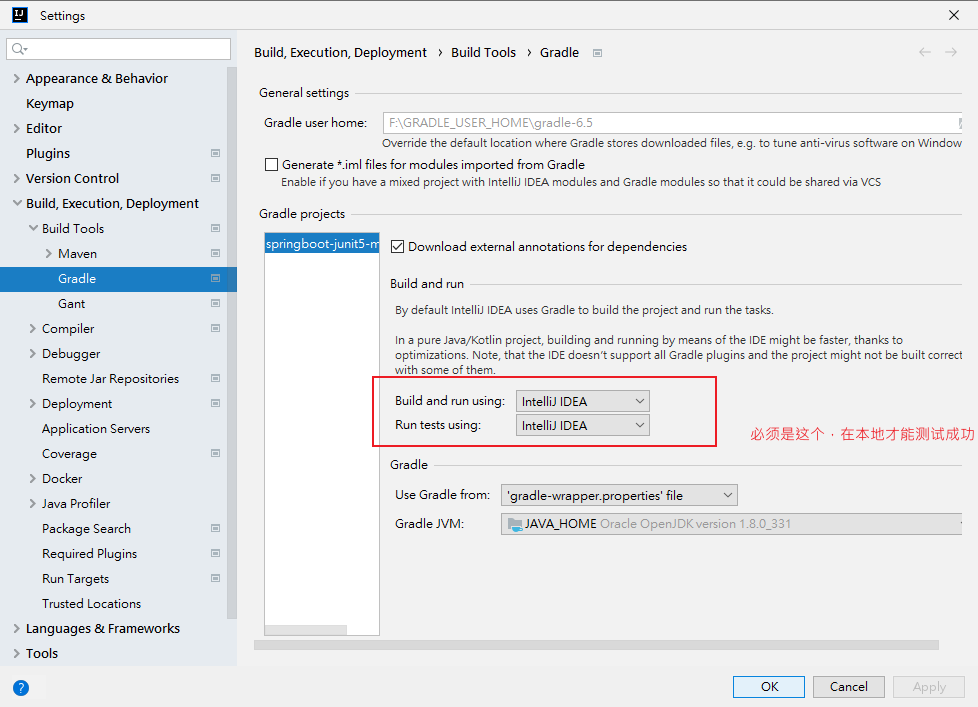 IJ Settings
Build, Execution, Deployment › Build Tools › Gradle
Appearance & Behavior
Keymap
Editor
Plugins
Version Control
Build, Execution, Deployment
Build Tools
Maven
Gradle
Gant
Compiler
Debugger
Remote Jar Repositories
Deployment
Application Servers
Coverage
Docker
Java Profiler
Package Search
Required Plugins
Run Targets
Trusted Locations
Languages & Frameworks
Tools
General settings
Gradle user home: F:\GRADLE_USER_HOME\gradle-6.5
Override the default location where Gradle stores downloaded files, e.g. to tune anti-virus software on Window
Generate *.iml files for modules imported from Gradle
Enable if you have a mixed project with IntelliJ IDEA modules and Gradle modules so that it could be shared via VCS
Gradle projects
springboot-junit5-m
Download external annotations for dependencies
Build and run
By default IntelliJ IDEA uses Gradle to build the project and run the tasks.
In a pure Java/Kotlin project, building and running by means of the IDE might be faster, thanks to
optimizations. Note, that the IDE doesn't support all Gradle plugins and the project might not be built correct
with some of them.
Build and run using: IntelliJ IDEA
Run tests using: IntelliJ IDEA
必须是这个，在本地才能测试成功
Gradle
Use Gradle from: 'gradle-wrapper.properties' file
Gradle JVM: JAVA_HOME Oracle OpenJDK version 1.8.0_331
?
OK Cancel Apply